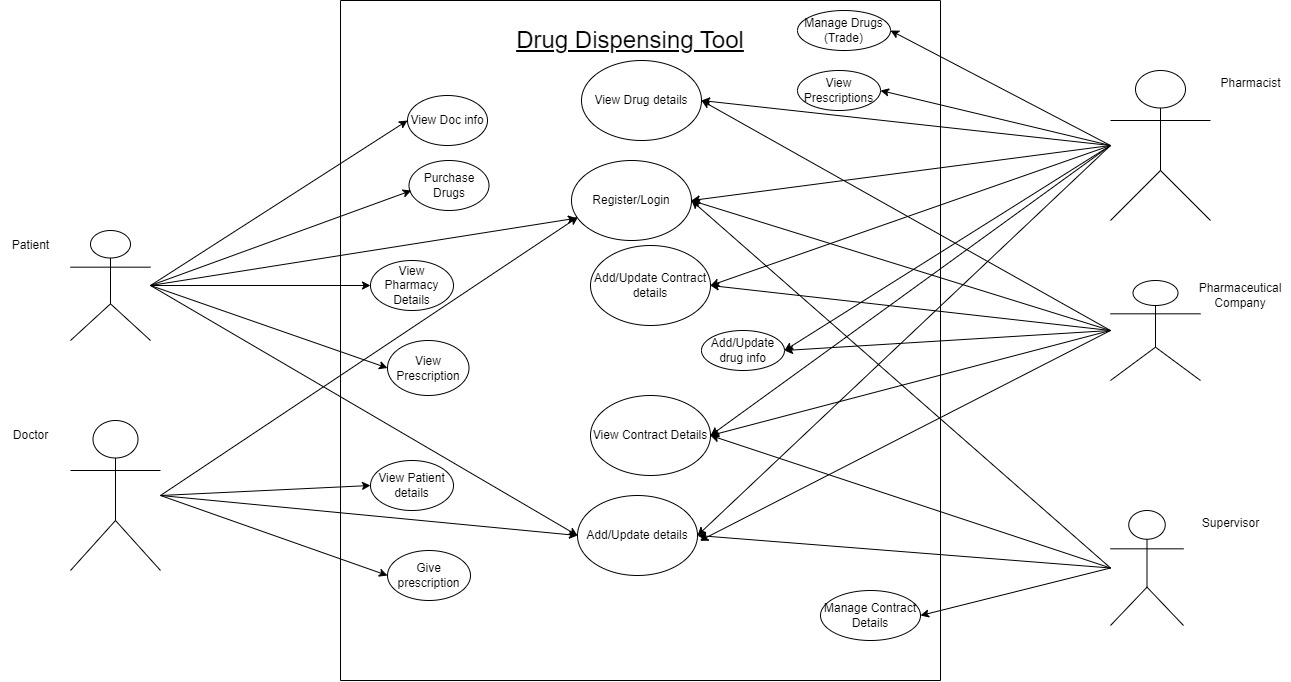 Drug Dispensing Tool
Manage Drugs
(Trade)
View
Prescriptions
Pharmacist
View Drug details
View Doc info
Purchase
Drugs
Register/Login
Patient
View
Pharmacy
Details
Add/Update Contract
details
Pharmaceutical
Company
Add/Update
drug info
View
Prescription
Doctor
View Contract Details
View Patient
details
Add/Update details
Supervisor
Give
prescription
Manage Contract
Details